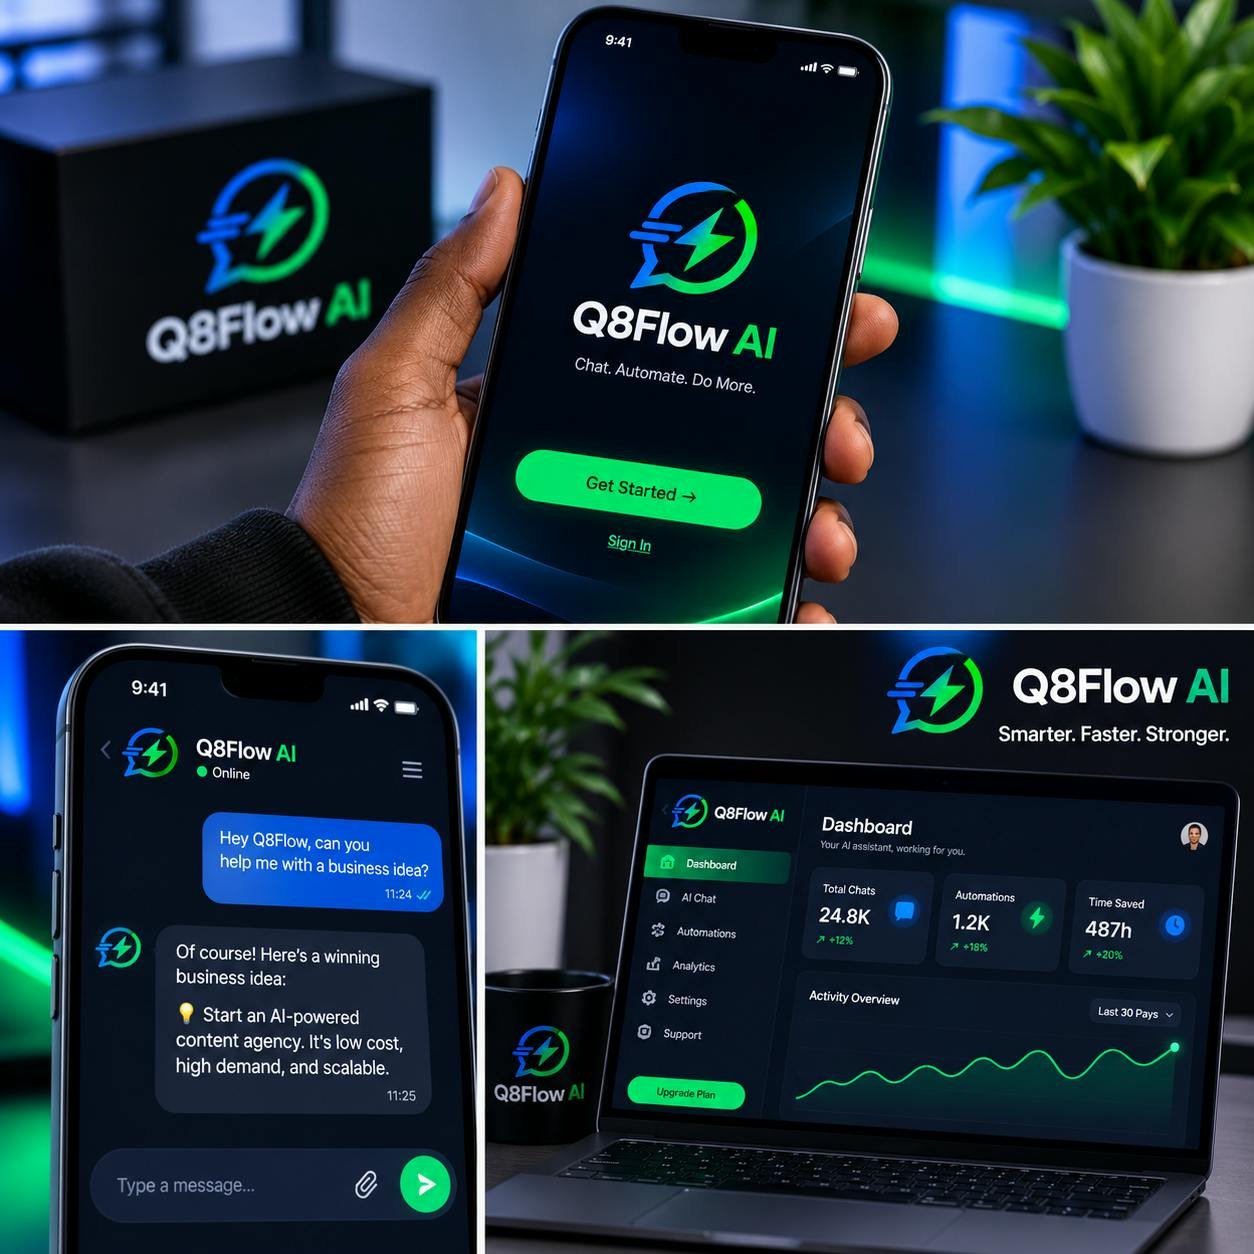 9:41
Q8Flow AI
Q8Flow AI
Chat. Automate. Do More.
Get Started →
Sign In
9:41
Q8Flow AI
Online
Hey Q8Flow, can you
help me with a business idea?
11:24
Of course! Here's a winning
business idea:
💡 Start an AI-powered
content agency. It's low cost,
high demand, and scalable.
11:25
Type a message...
Q8Flow AI
Smarter. Faster. Stronger.
Q8Flow AI
Dashboard
AI Chat
Automations
Analytics
Settings
Support
Upgrade Plan
Dashboard
Your AI assistant, working for you.
Total Chats
24.8K
↗ +12%
Automations
1.2K
↗ +18%
Time Saved
487h
↗ +20%
Activity Overview
Last 30 Pays
Q8Flow AI